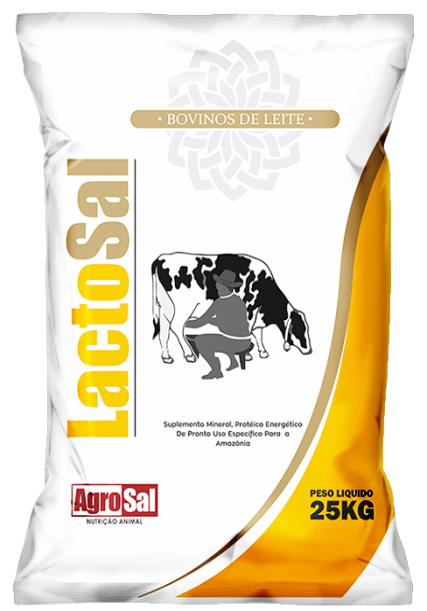 • BOVINOS DE LEITE •
LactoSal
Suplemento Mineral, Protéico Energético
De Pronto Uso Específico Para a
Amazônia
AgroSal
NUTRIÇÃO ANIMAL
PESO LIQUIDO
25KG